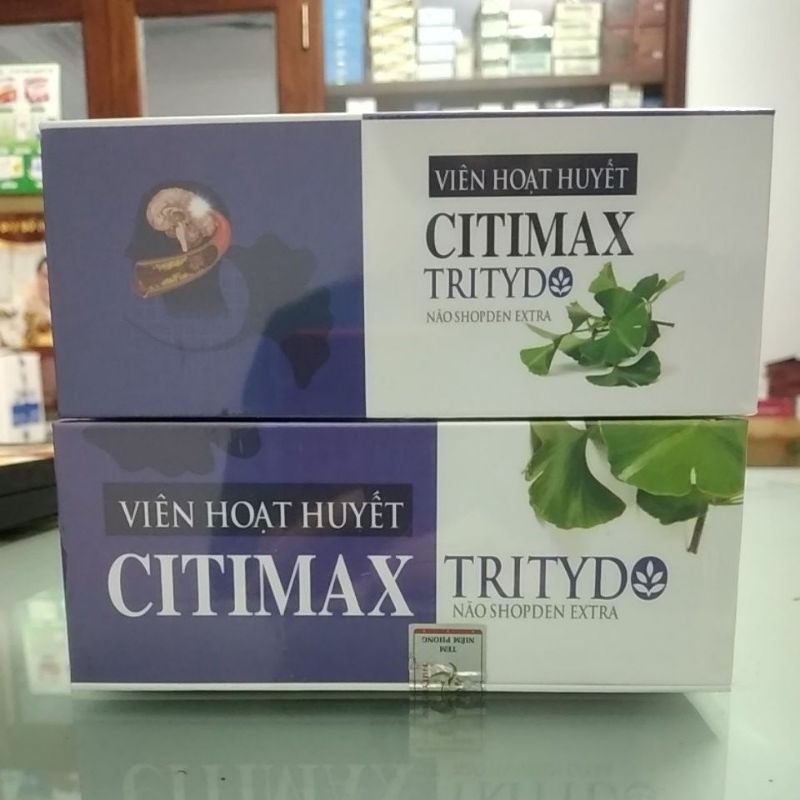 VIÊN HOẠT HUYẾT
CITIMAX
TRITYDO
NÃO SHOPDEN EXTRA
VIÊN HOẠT HUYẾT
CITIMAX
TRITYDO
NÃO SHOPDEN EXTRA
TEM
NIÊM PHONG